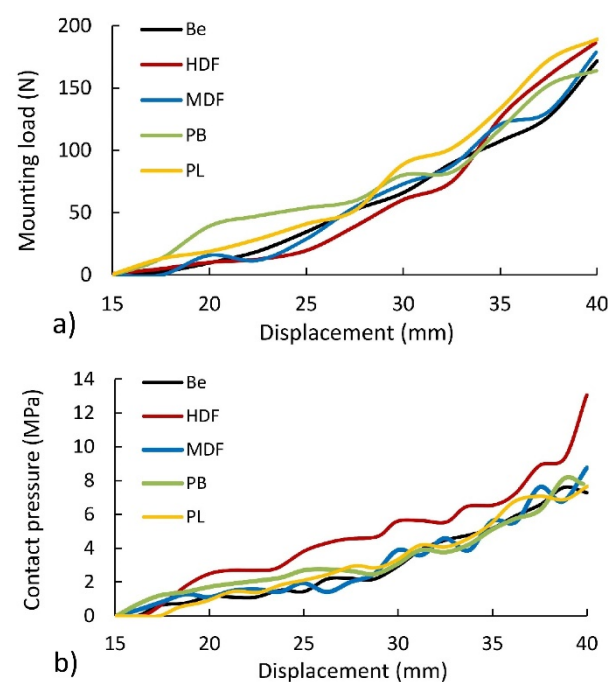 200
150
100
50
0
Mounting load (N)
Be
HDF
MDF
PB
PL
15 20 25 30 35 40
a) Displacement (mm)
14
12
10
8
6
4
2
0
Contact pressure (MPa)
Be
HDF
MDF
PB
PL
15 20 25 30 35 40
b) Displacement (mm)